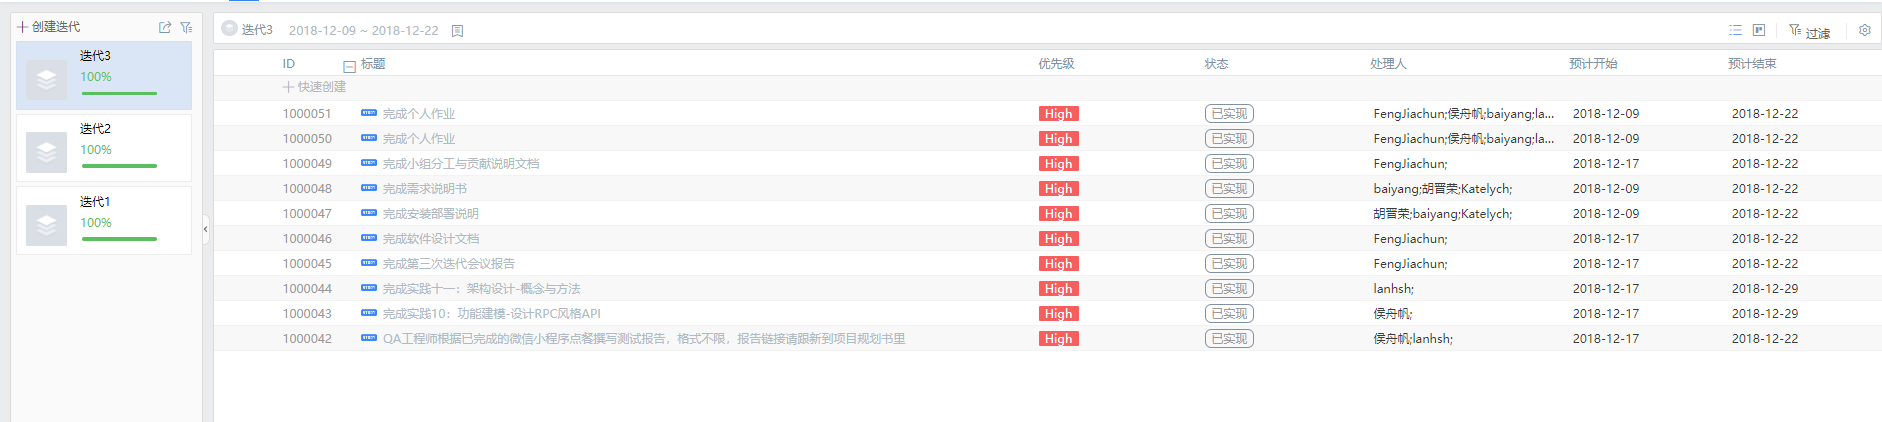 创建迭代
迭代3
100%
迭代2
100%
迭代1
100%
迭代3 2018-12-09 ~ 2018-12-22 过滤
ID 标题 优先级 状态 处理人 预计开始 预计结束
快速创建
1000051 STORY 完成个人作业 High 已实现 FengJiachun;侯舟帆;baiyang;la... 2018-12-09 2018-12-22
1000050 STORY 完成个人作业 High 已实现 FengJiachun;侯舟帆;baiyang;la... 2018-12-09 2018-12-22
1000049 STORY 完成小组分工与贡献说明文档 High 已实现 FengJiachun; 2018-12-17 2018-12-22
1000048 STORY 完成需求说明书 High 已实现 baiyang;胡晋荣;Katelych; 2018-12-09 2018-12-22
1000047 STORY 完成安装部署说明 High 已实现 胡晋荣;baiyang;Katelych; 2018-12-09 2018-12-22
1000046 STORY 完成软件设计文档 High 已实现 FengJiachun; 2018-12-17 2018-12-22
1000045 STORY 完成第三次迭代会议报告 High 已实现 FengJiachun; 2018-12-17 2018-12-22
1000044 STORY 完成实践十一：架构设计-概念与方法 High 已实现 lanhsh; 2018-12-17 2018-12-29
1000043 STORY 完成实践10：功能建模-设计RPC风格API High 已实现 侯舟帆; 2018-12-17 2018-12-29
1000042 STORY QA工程师根据已完成的微信小程序点餐撰写测试报告，格式不限，报告链接请跟新到项目规划书里 High 已实现 侯舟帆;lanhsh; 2018-12-17 2018-12-22